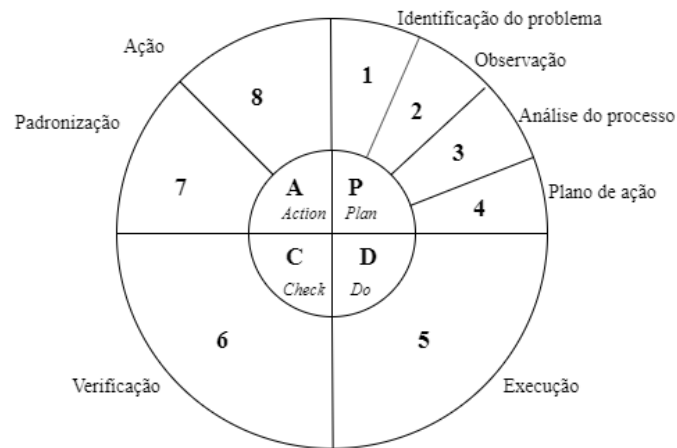 Identificação do problema
Ação
Observação
1
8
2
Análise do processo
Padronização
3
A
P
7
Action
Plan
4
Plano de ação
C
D
Check
Do
6
5
Verificação
Execução